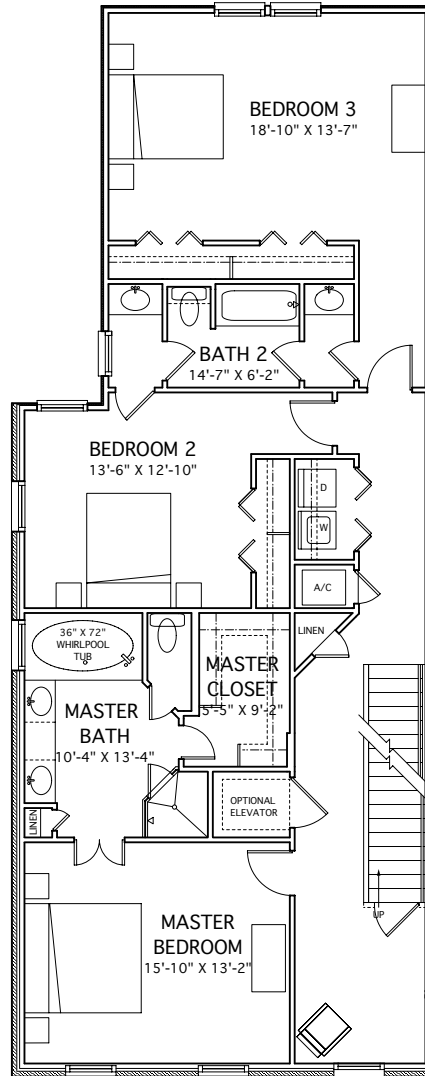 BEDROOM 3
18'-10" X 13'-7"
BATH 2
14'-7" X 6'-2"
BEDROOM 2
13'-6" X 12'-10"
D
W
A/C
36" X 72"
WHIRLPOOL
TUB
LINEN
MASTER
CLOSET
5'-5" X 9'-2"
MASTER
BATH
10'-4" X 13'-4"
OPTIONAL
ELEVATOR
LINEN
UP
MASTER
BEDROOM
15'-10" X 13'-2"